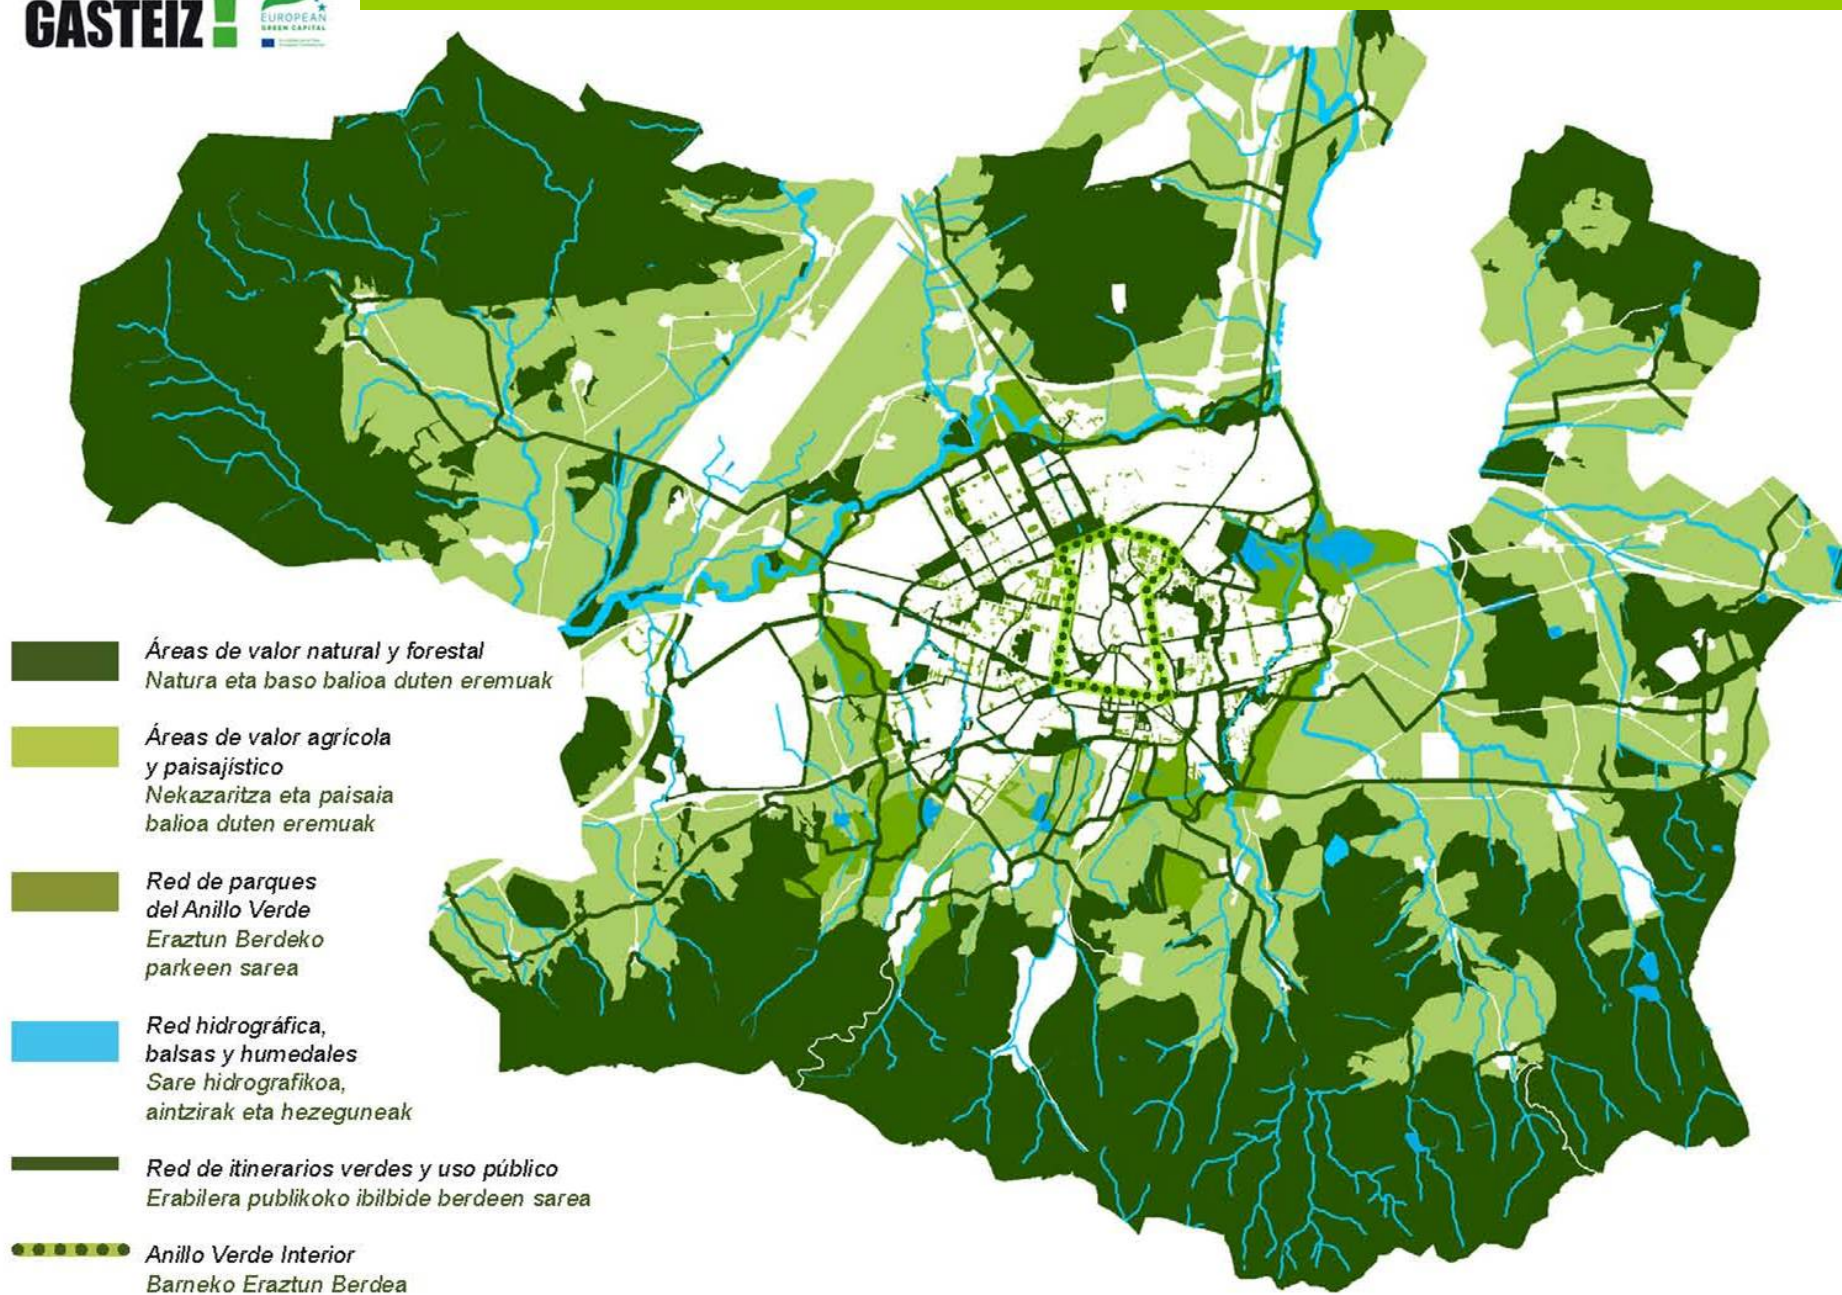 GASTEIZ!
EUROPEAN
GREEN CAPITAL
Áreas de valor natural y forestal
Natura eta baso balioa duten eremuak
Áreas de valor agrícola
y paisajístico
Nekazaritza eta paisaia
balioa duten eremuak
Red de parques
del Anillo Verde
Eraztun Berdeko
parkeen sarea
Red hidrográfica,
balsas y humedales
Sare hidrografikoa,
aintzirak eta hezeguneak
Red de itinerarios verdes y uso público
Erabilera publikoko ibilbide berdeen sarea
Anillo Verde Interior
Barneko Eraztun Berdea